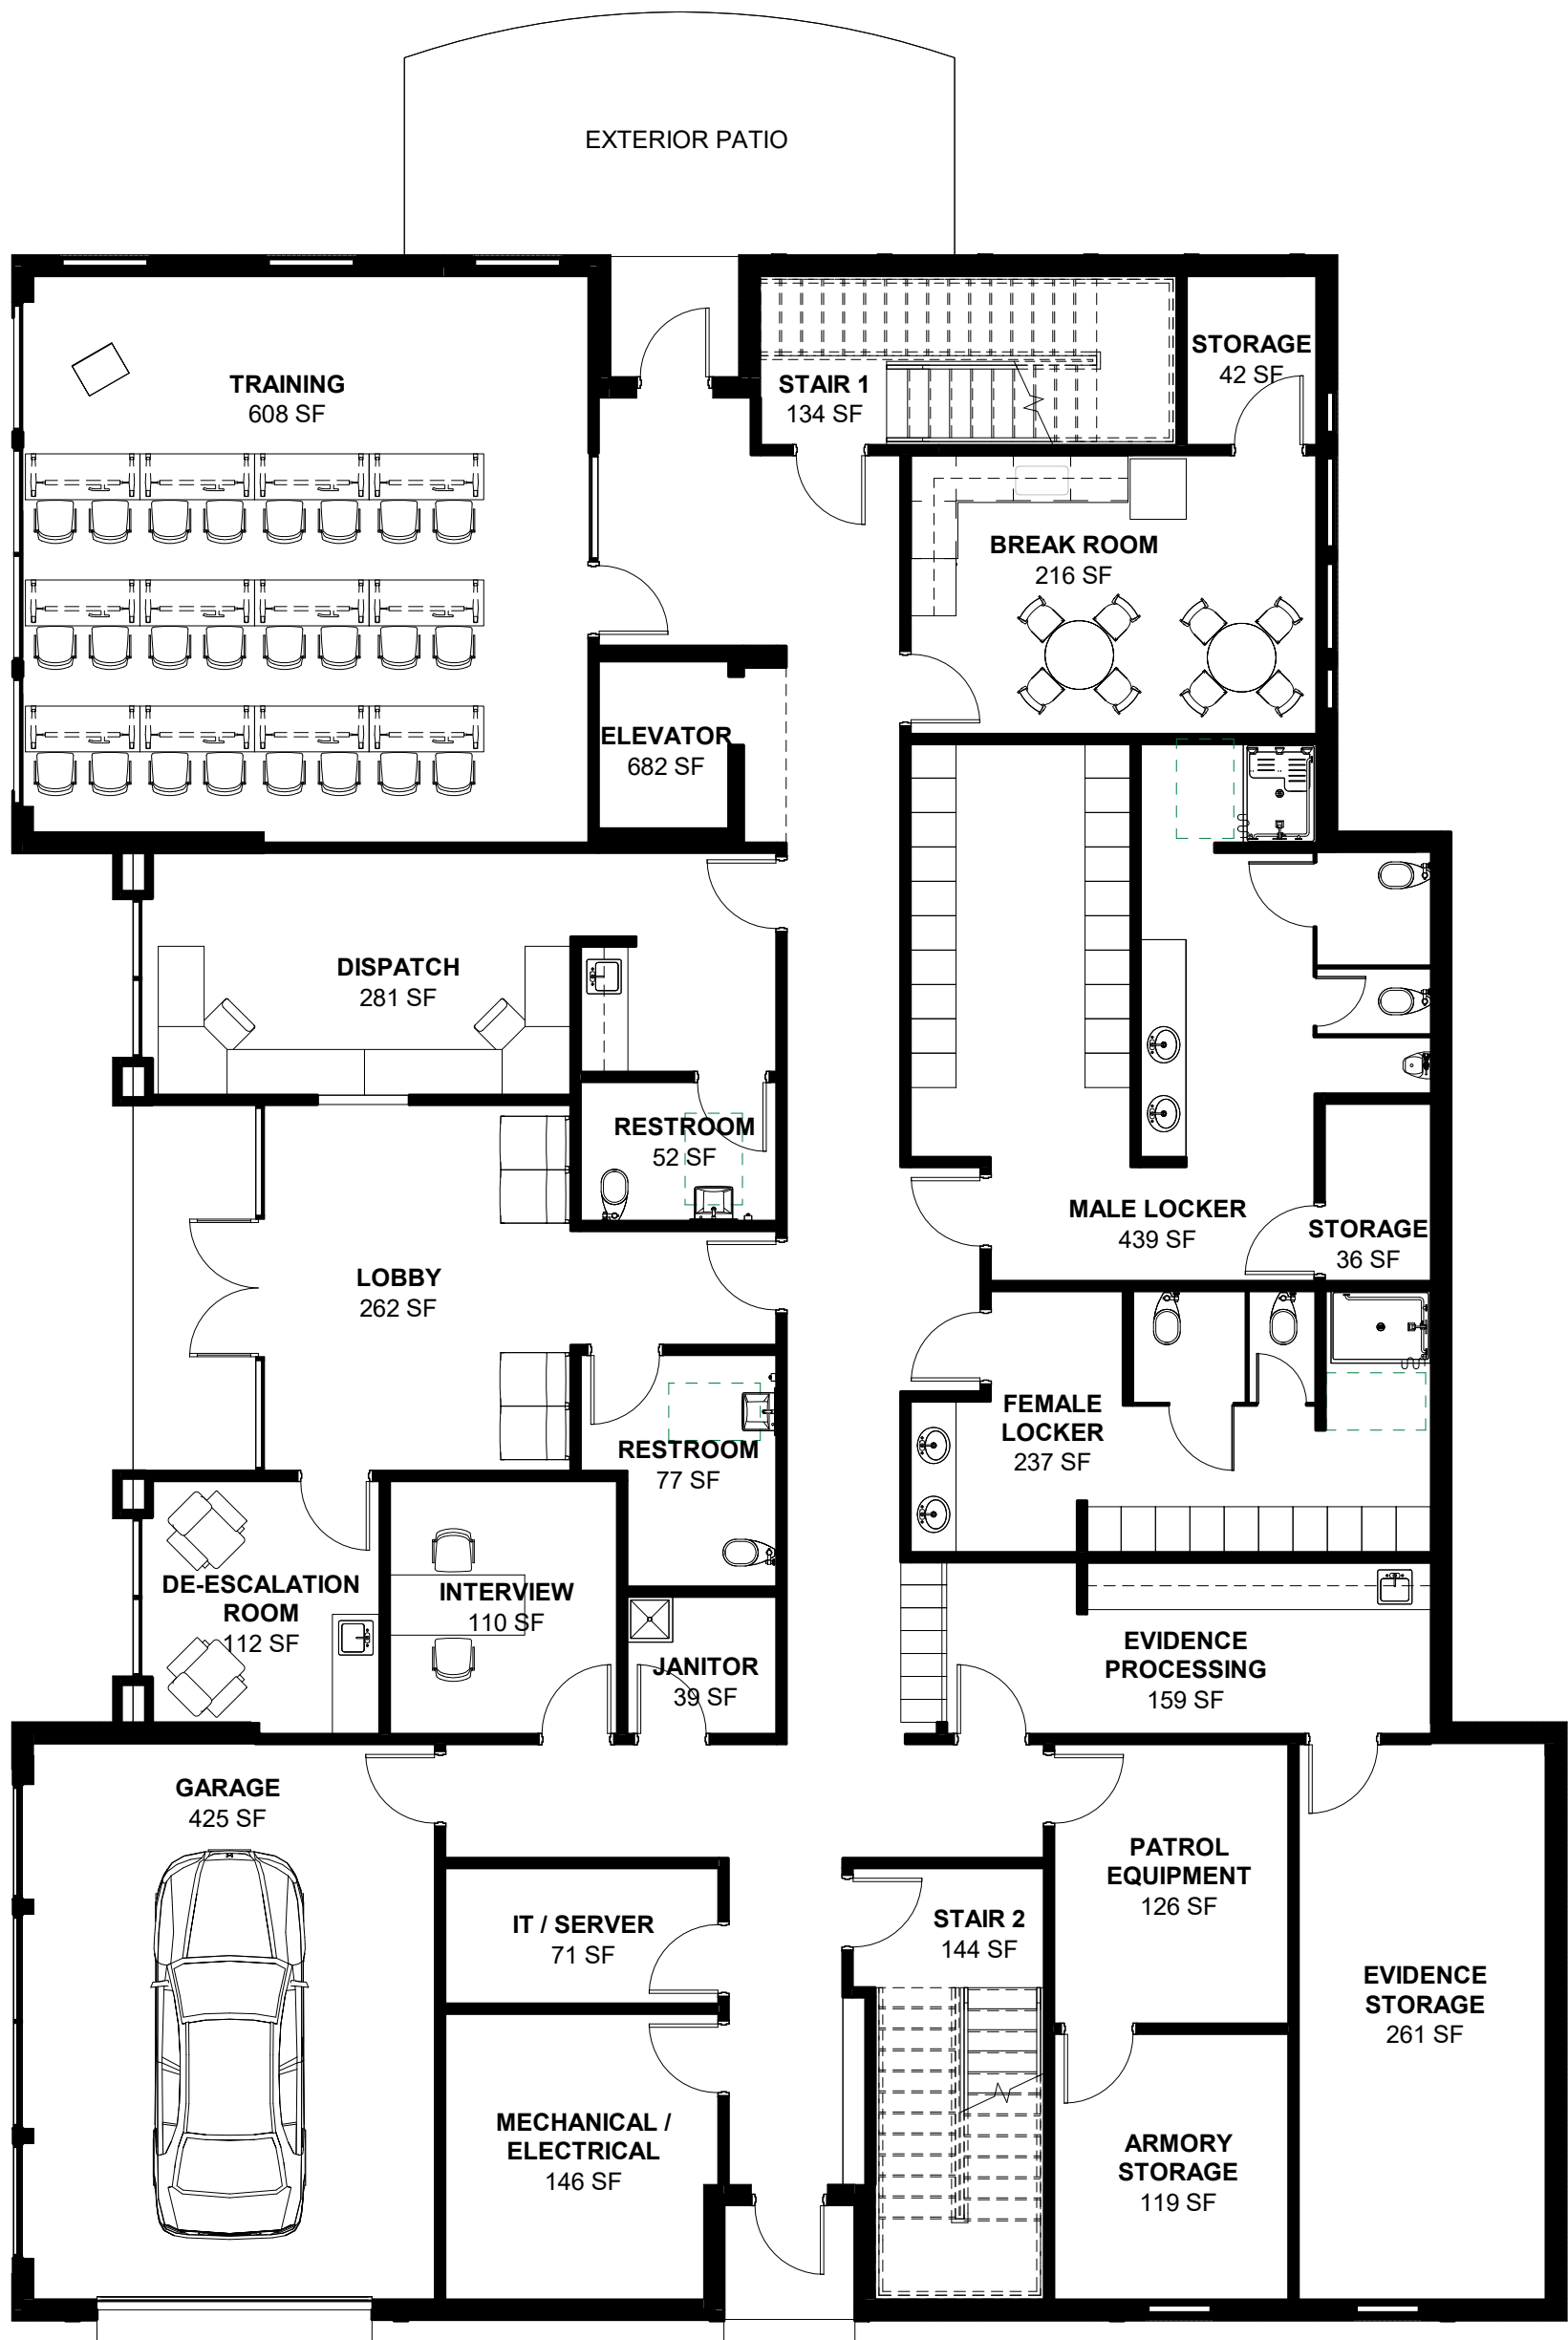 EXTERIOR PATIO
TRAINING
608 SF
STAIR 1
134 SF
STORAGE
42 SF
BREAK ROOM
216 SF
ELEVATOR
682 SF
DISPATCH
281 SF
RESTROOM
52 SF
MALE LOCKER
439 SF
STORAGE
36 SF
LOBBY
262 SF
FEMALE
LOCKER
237 SF
RESTROOM
77 SF
DE-ESCALATION
ROOM
112 SF
INTERVIEW
110 SF
JANITOR
39 SF
EVIDENCE
PROCESSING
159 SF
GARAGE
425 SF
PATROL
EQUIPMENT
126 SF
IT / SERVER
71 SF
STAIR 2
144 SF
EVIDENCE
STORAGE
261 SF
MECHANICAL /
ELECTRICAL
146 SF
ARMORY
STORAGE
119 SF